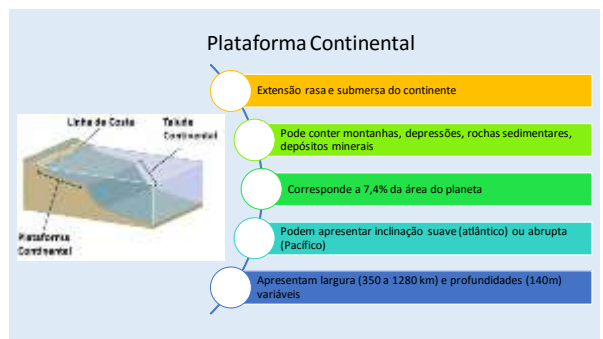 Plataforma Continental
Extensão rasa e submersa do continente
Linha de Costa
Talude
Continental
Pode conter montanhas, depressões, rochas sedimentares,
depósitos minerais
Corresponde a 7,4% da área do planeta
Plataforma
Continental
Podem apresentar inclinação suave (atlântico) ou abrupta
(Pacífico)
Apresentam largura (350 a 1280 km) e profundidades (140m)
variáveis